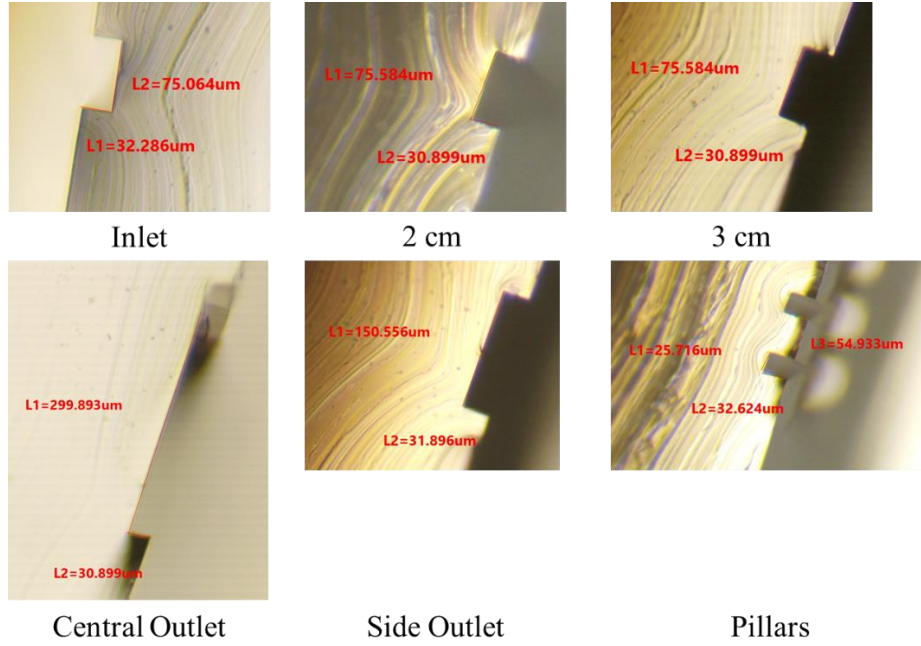 L2=75.064um
L1=32.286um
Inlet
L1=75.584um
L2=30.899um
2 cm
L1=75.584um
L2=30.899um
3 cm
L1=299.893um
L2=30.899um
Central Outlet
L1=150.556um
L2=31.896um
Side Outlet
L3=54.933um
L1=25.716um
L2=32.624um
Pillars